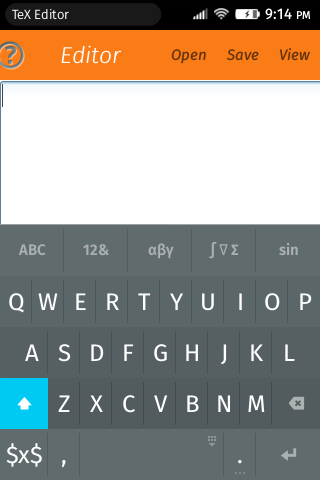 TeX Editor 9:14 PM
? Editor Open Save View
ABC 12& αβγ ∫∇Σ sin
Q W E R T Y U I O P
A S D F G H J K L
Z X C V B N M
$x$ , .